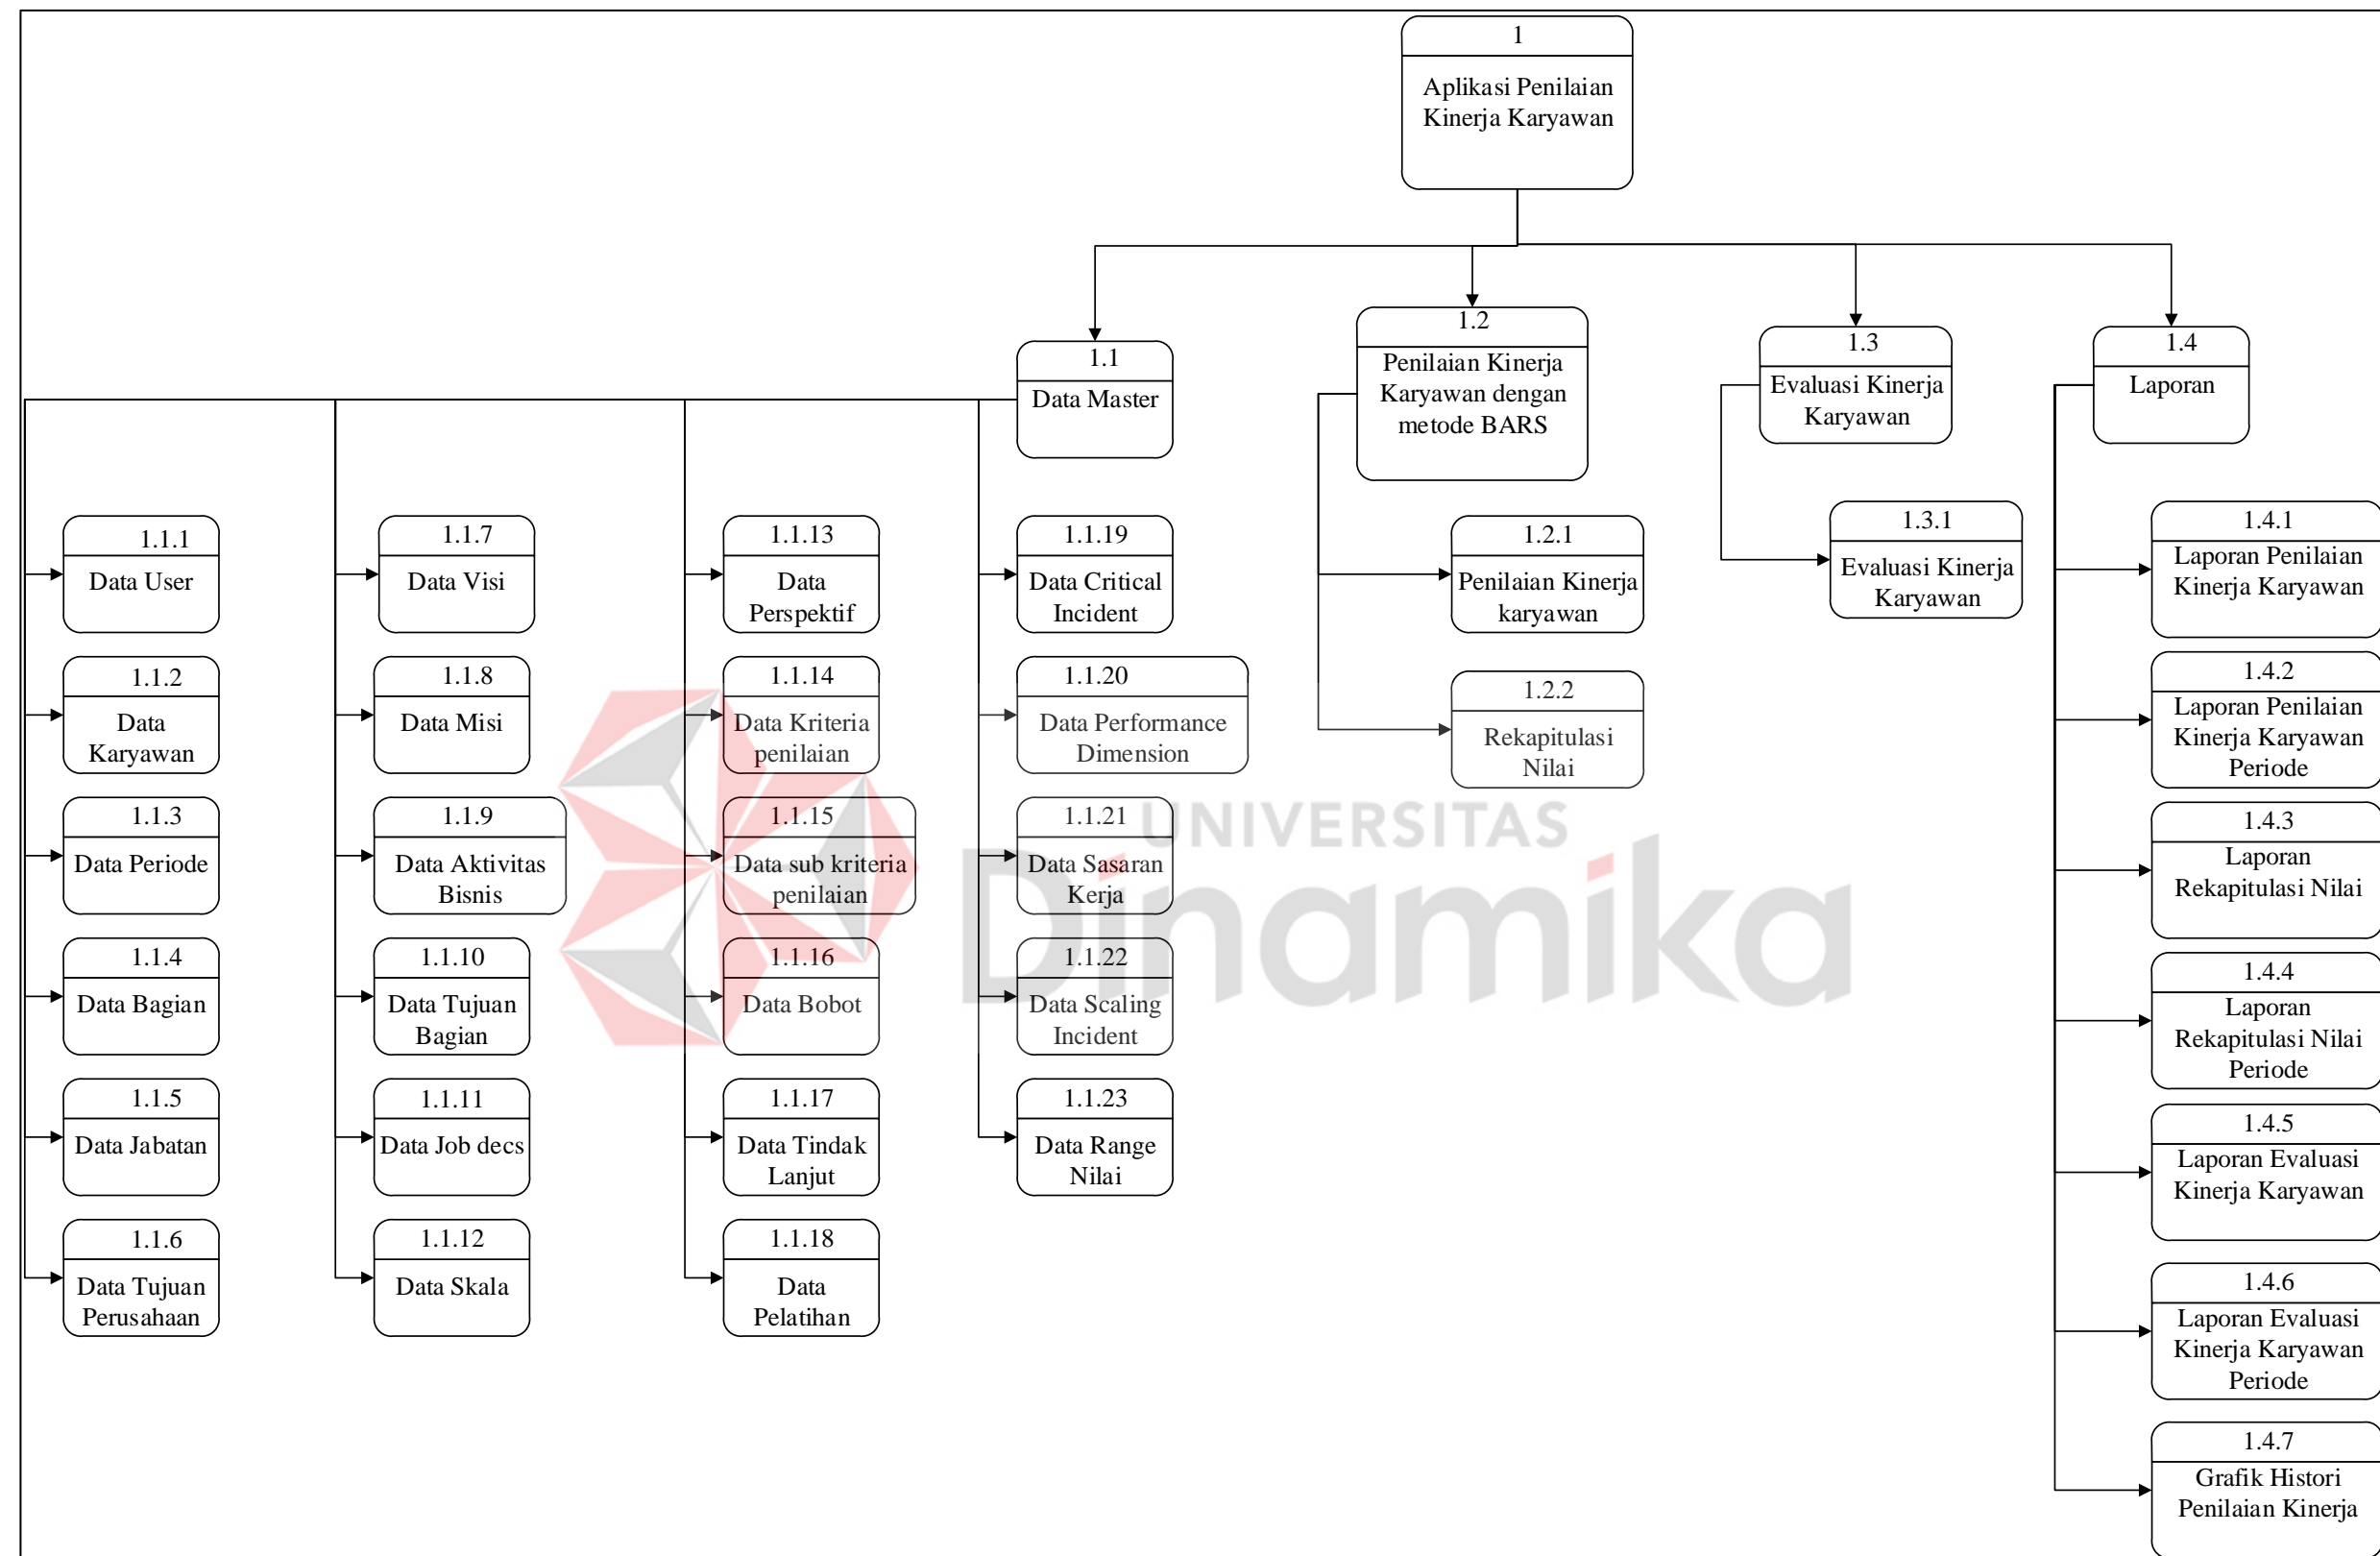 1
Aplikasi Penilaian
Kinerja Karyawan
1.1
Data Master
1.2
Penilaian Kinerja
Karyawan dengan
metode BARS
1.3
Evaluasi Kinerja
Karyawan
1.4
Laporan
1.1.1
Data User
1.1.2
Data
Karyawan
1.1.3
Data Periode
1.1.4
Data Bagian
1.1.5
Data Jabatan
1.1.6
Data Tujuan
Perusahaan
1.1.7
Data Visi
1.1.8
Data Misi
1.1.9
Data Aktivitas
Bisnis
1.1.10
Data Tujuan
Bagian
1.1.11
Data Job decs
1.1.12
Data Skala
1.1.13
Data
Perspektif
1.1.14
Data Kriteria
penilaian
1.1.15
Data sub kriteria
penilaian
1.1.16
Data Bobot
1.1.17
Data Tindak
Lanjut
1.1.18
Data
Pelatihan
1.1.19
Data Critical
Incident
1.1.20
Data Performance
Dimension
1.1.21
Data Sasaran
Kerja
1.1.22
Data Scaling
Incident
1.1.23
Data Range
Nilai
1.2.1
Penilaian Kinerja
karyawan
1.2.2
Rekapitulasi
Nilai
1.3.1
Evaluasi Kinerja
Karyawan
1.4.1
Laporan Penilaian
Kinerja Karyawan
1.4.2
Laporan Penilaian
Kinerja Karyawan
Periode
1.4.3
Laporan
Rekapitulasi Nilai
1.4.4
Laporan
Rekapitulasi Nilai
Periode
1.4.5
Laporan Evaluasi
Kinerja Karyawan
1.4.6
Laporan Evaluasi
Kinerja Karyawan
Periode
1.4.7
Grafik Histori
Penilaian Kinerja
UNIVERSITAS
Dinamika